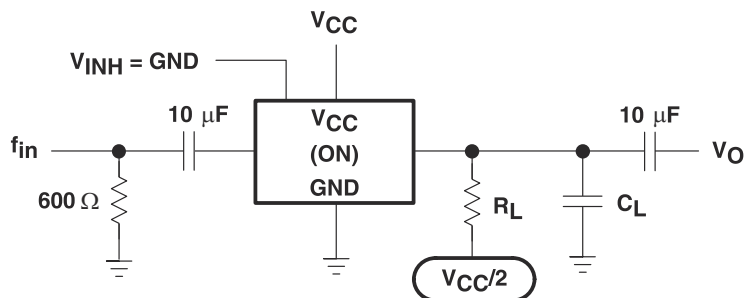 VCC
VINH = GND
10 μF
VCC
(ON)
GND
10 μF
fin
VO
600 Ω
RL
CL
VCC/2